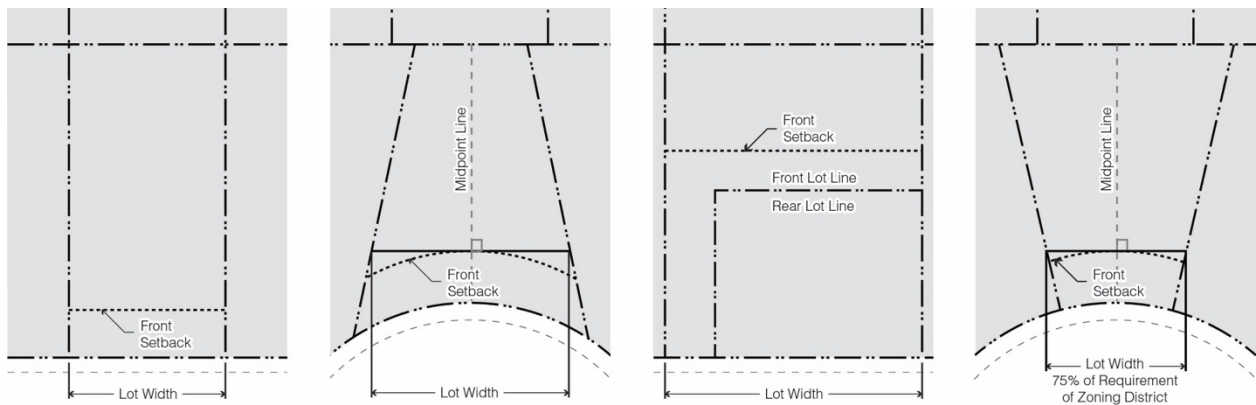 Front
Setback
Lot Width
Midpoint Line
Front
Setback
Lot Width
Front
Setback
Front Lot Line
Rear Lot Line
Lot Width
Midpoint Line
Front
Setback
Lot Width
75% of Requirement
of Zoning District